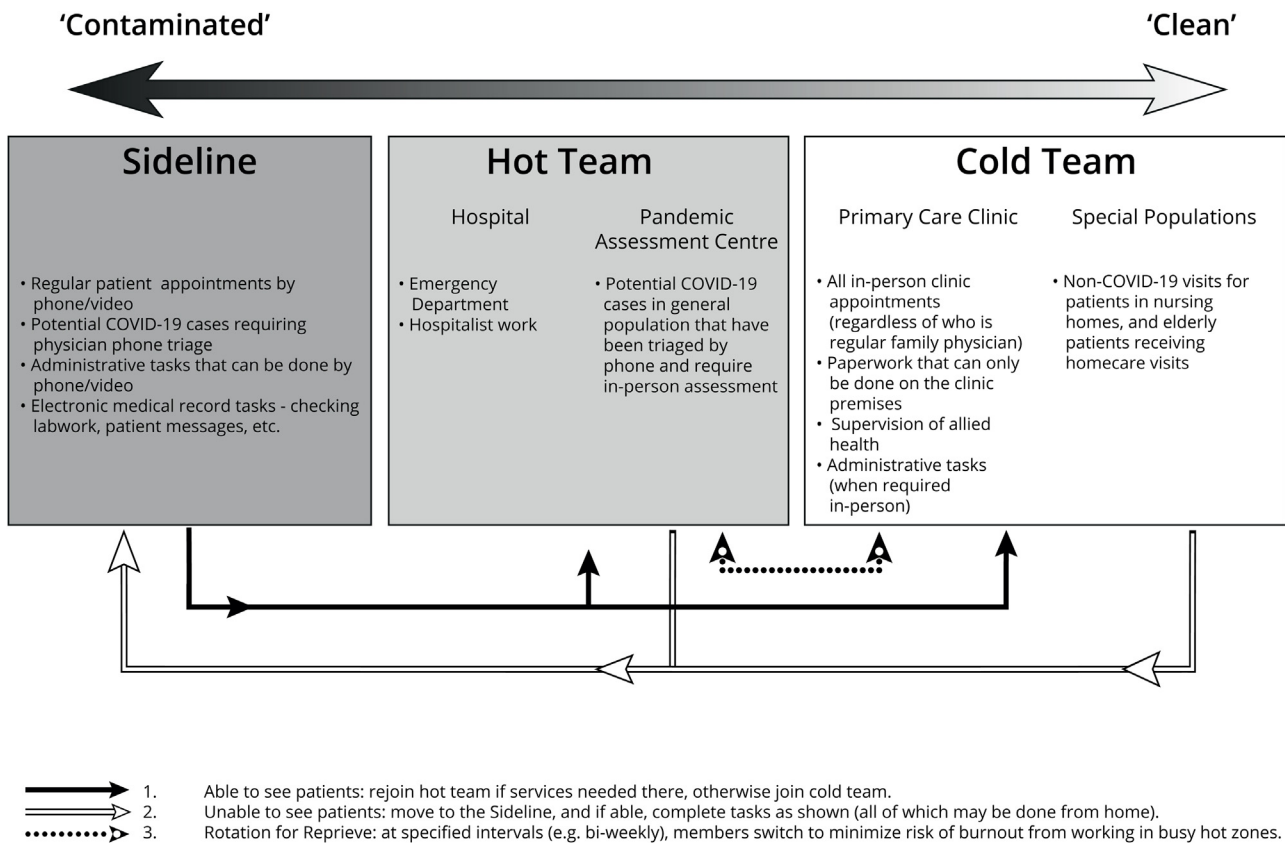 ‘Contaminated’
‘Clean’
Sideline
• Regular patient appointments by
phone/video
• Potential COVID-19 cases requiring
physician phone triage
• Administrative tasks that can be done by
phone/video
• Electronic medical record tasks - checking
labwork, patient messages, etc.
Hot Team
Hospital
• Emergency
Department
• Hospitalist work
Pandemic
Assessment Centre
• Potential COVID-19
cases in general
population that have
been triaged by
phone and require
in-person assessment
Cold Team
Primary Care Clinic
• All in-person clinic
appointments
(regardless of who is
regular family physician)
• Paperwork that can only
be done on the clinic
premises
• Supervision of allied
health
• Administrative tasks
(when required
in-person)
Special Populations
• Non-COVID-19 visits for
patients in nursing
homes, and elderly
patients receiving
homecare visits
1. Able to see patients: rejoin hot team if services needed there, otherwise join cold team.
2. Unable to see patients: move to the Sideline, and if able, complete tasks as shown (all of which may be done from home).
3. Rotation for Reprieve: at specified intervals (e.g. bi-weekly), members switch to minimize risk of burnout from working in busy hot zones.